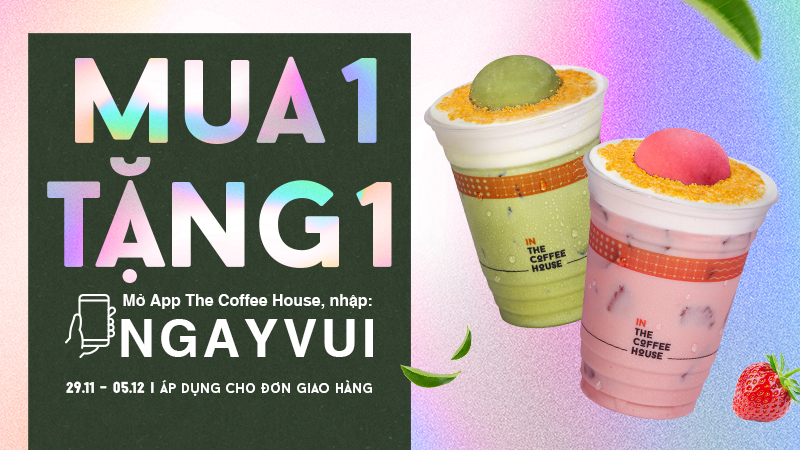 MUA 1
TẶNG 1
Mở App The Coffee House, nhập:
NGAYVUI
29.11 - 05.12 I ÁP DỤNG CHO ĐƠN GIAO HÀNG
IN
THE
COFFEE
HOUSE
IN
THE
COFFEE
HOUSE